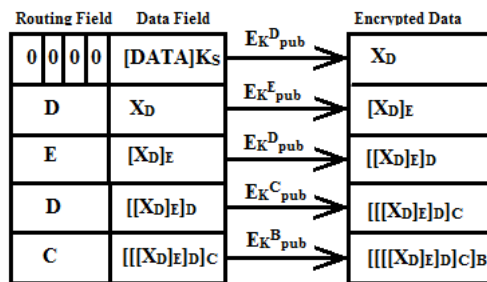 Routing Field Data Field Encrypted Data
0 0 0 0 [DATA]Ks EKDpub XD
D XD EKEpub [XD]E
E [XD]E EKDpub [[XD]E]D
D [[XD]E]D EKCpub [[[XD]E]D]C
C [[[XD]E]D]C EKBpub [[[[XD]E]D]C]B